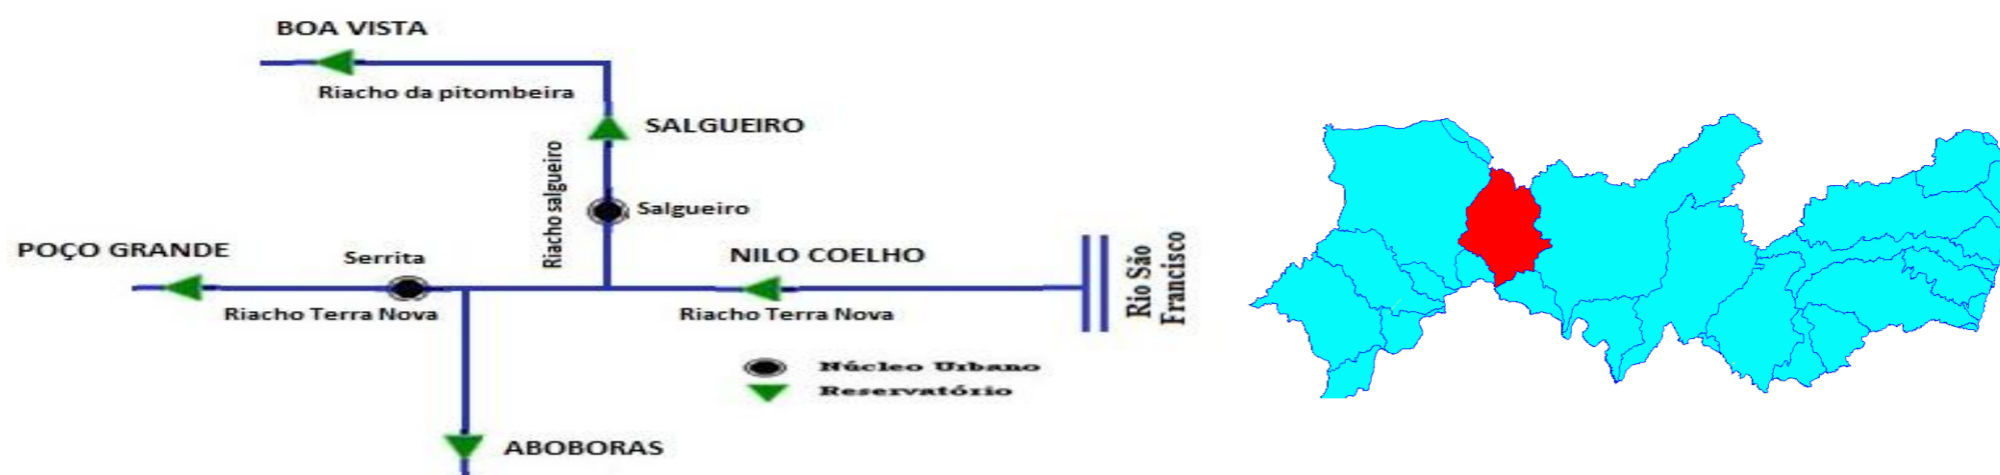 BOA VISTA
Riacho da pitombeira
SALGUEIRO
Riacho salgueiro
Salgueiro
POÇO GRANDE
Serrita
NILO COELHO
Rio São
Francisco
Riacho Terra Nova
Riacho Terra Nova
Núcleo Urbano
Reservatório
ABOBORAS